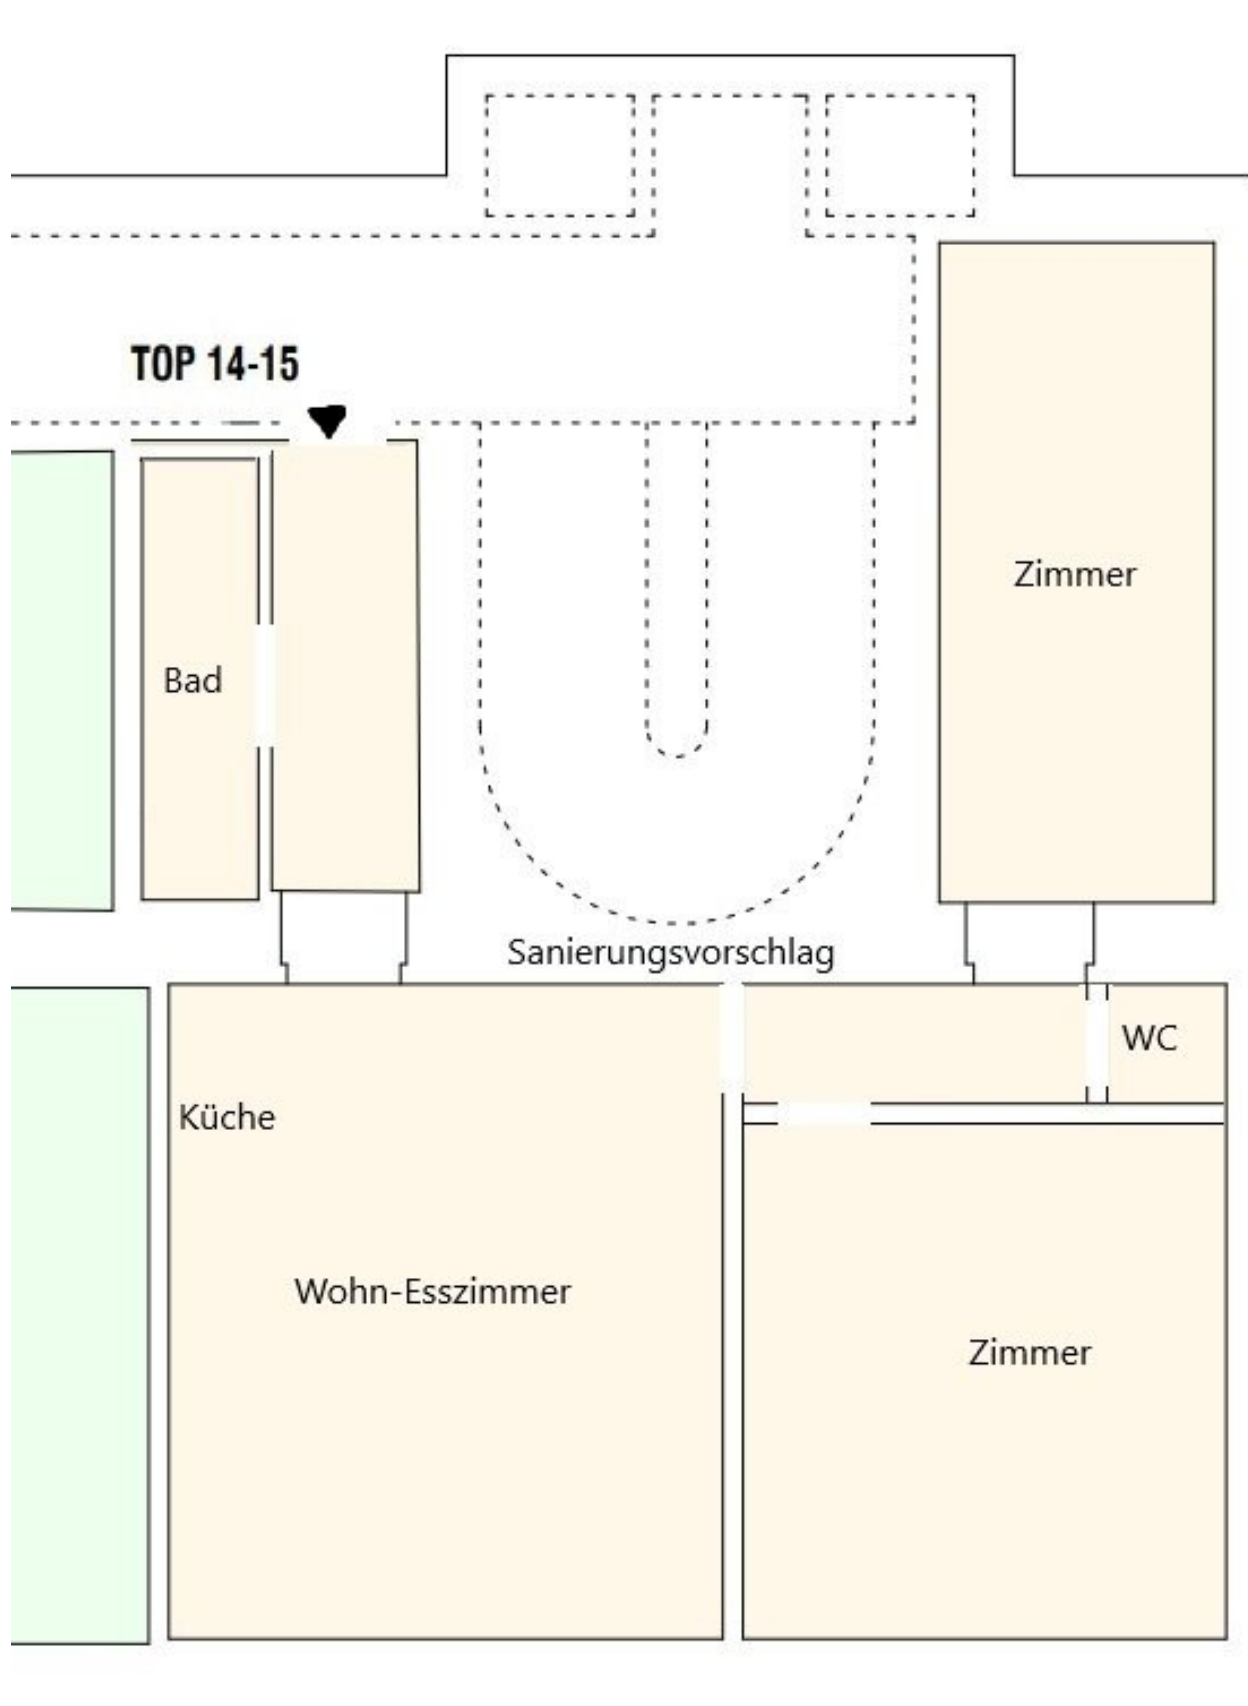 TOP 14-15
Zimmer
Bad
Sanierungsvorschlag
WC
Küche
Wohn-Esszimmer
Zimmer